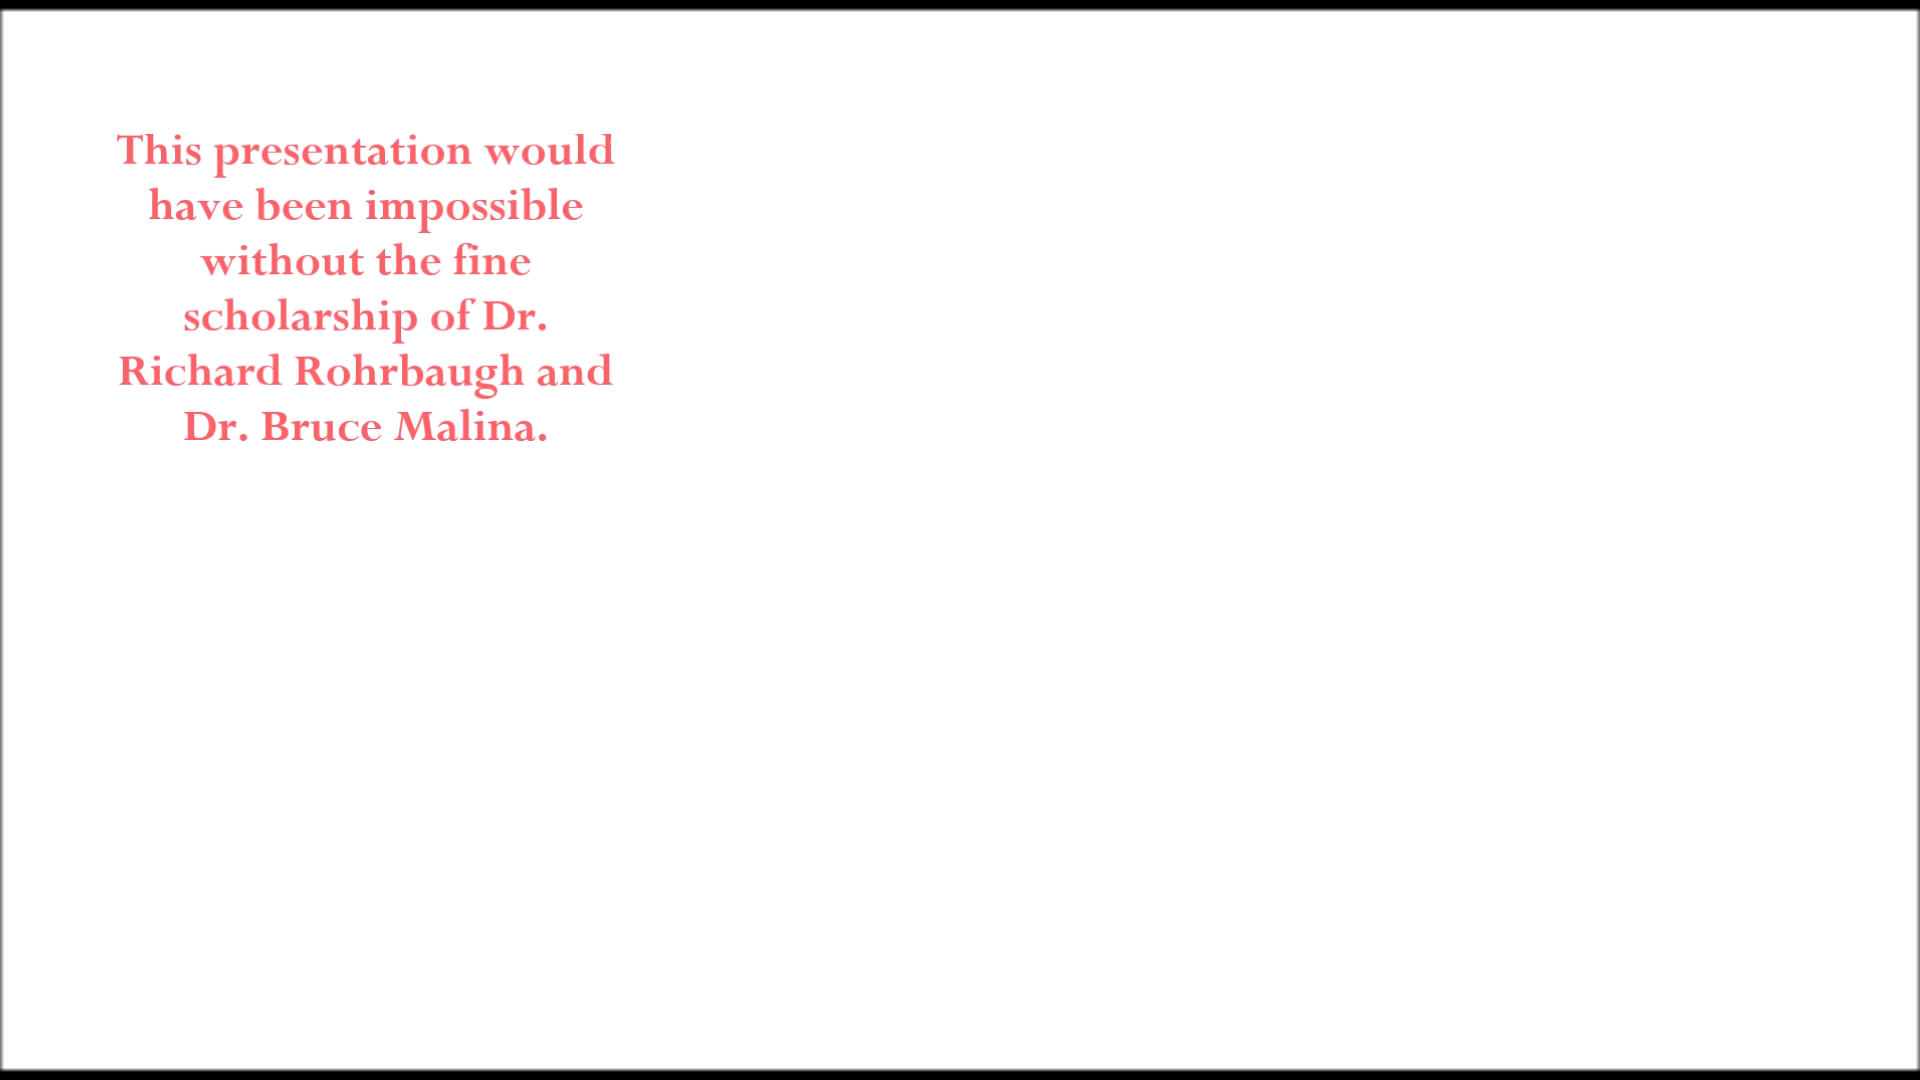 This presentation would
have been impossible
without the fine
scholarship of Dr.
Richard Rohrbaugh and
Dr. Bruce Malina.